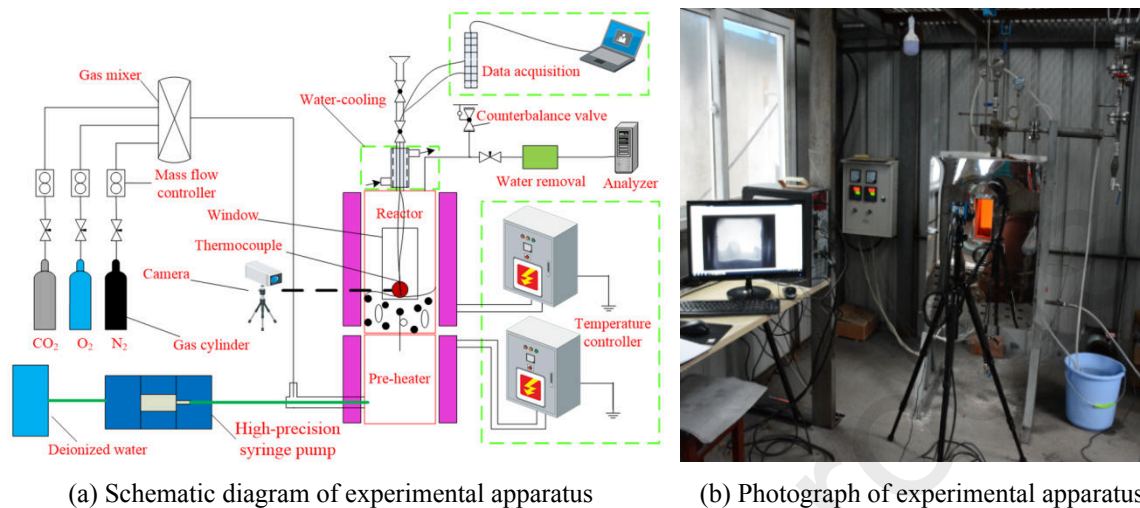 Gas mixer
Data acquisition
Water-cooling
Counterbalance valve
Mass flow
controller
Water removal
Analyzer
Window
Reactor
Thermocouple
Camera
CO₂
O₂
N₂
Gas cylinder
Temperature
controller
Pre-heater
Deionized water
High-precision
syringe pump
(a) Schematic diagram of experimental apparatus
(b) Photograph of experimental apparatus